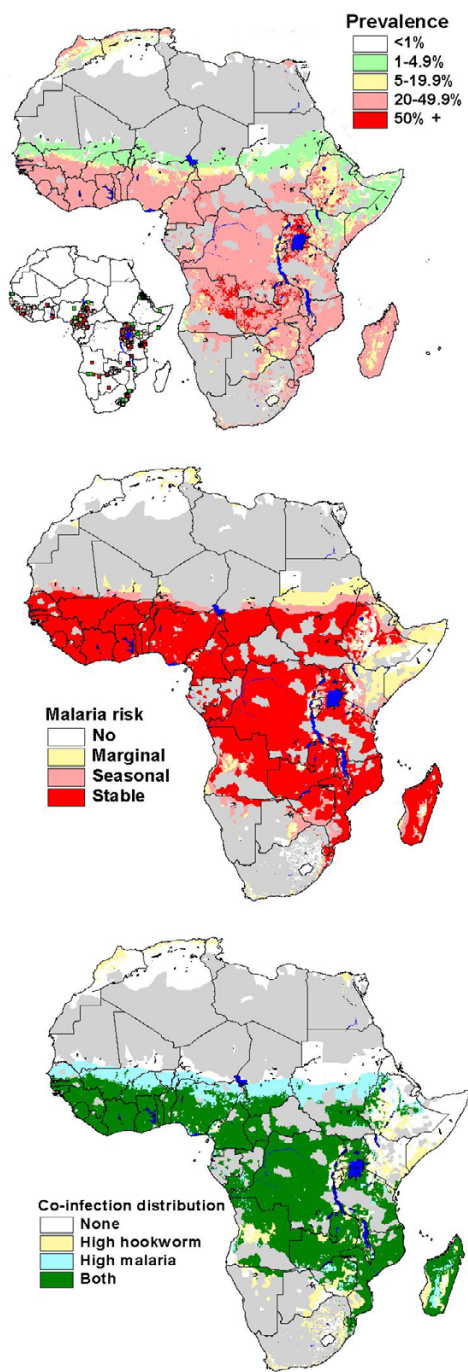 Prevalence
<1%
1-4.9%
5-19.9%
20-49.9%
50% +
Malaria risk
No
Marginal
Seasonal
Stable
Co-infection distribution
None
High hookworm
High malaria
Both